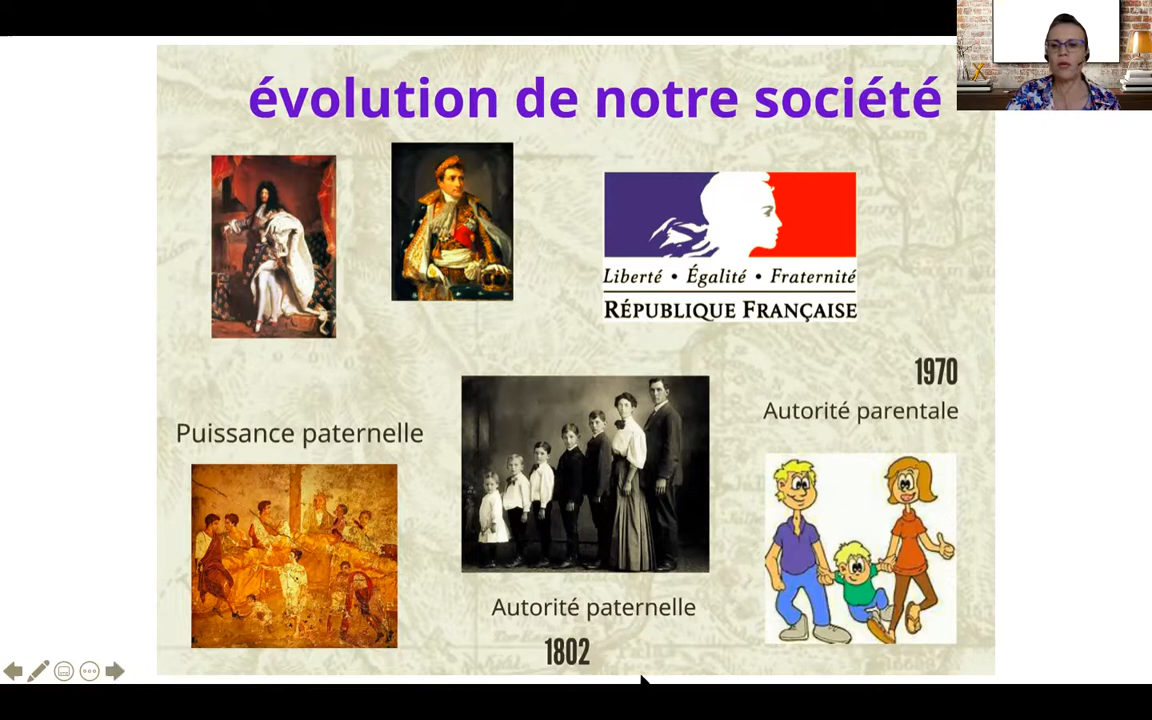 évolution de notre société
Liberté • Égalité • Fraternité
RÉPUBLIQUE FRANÇAISE
1970
Autorité parentale
Puissance paternelle
Autorité paternelle
1802